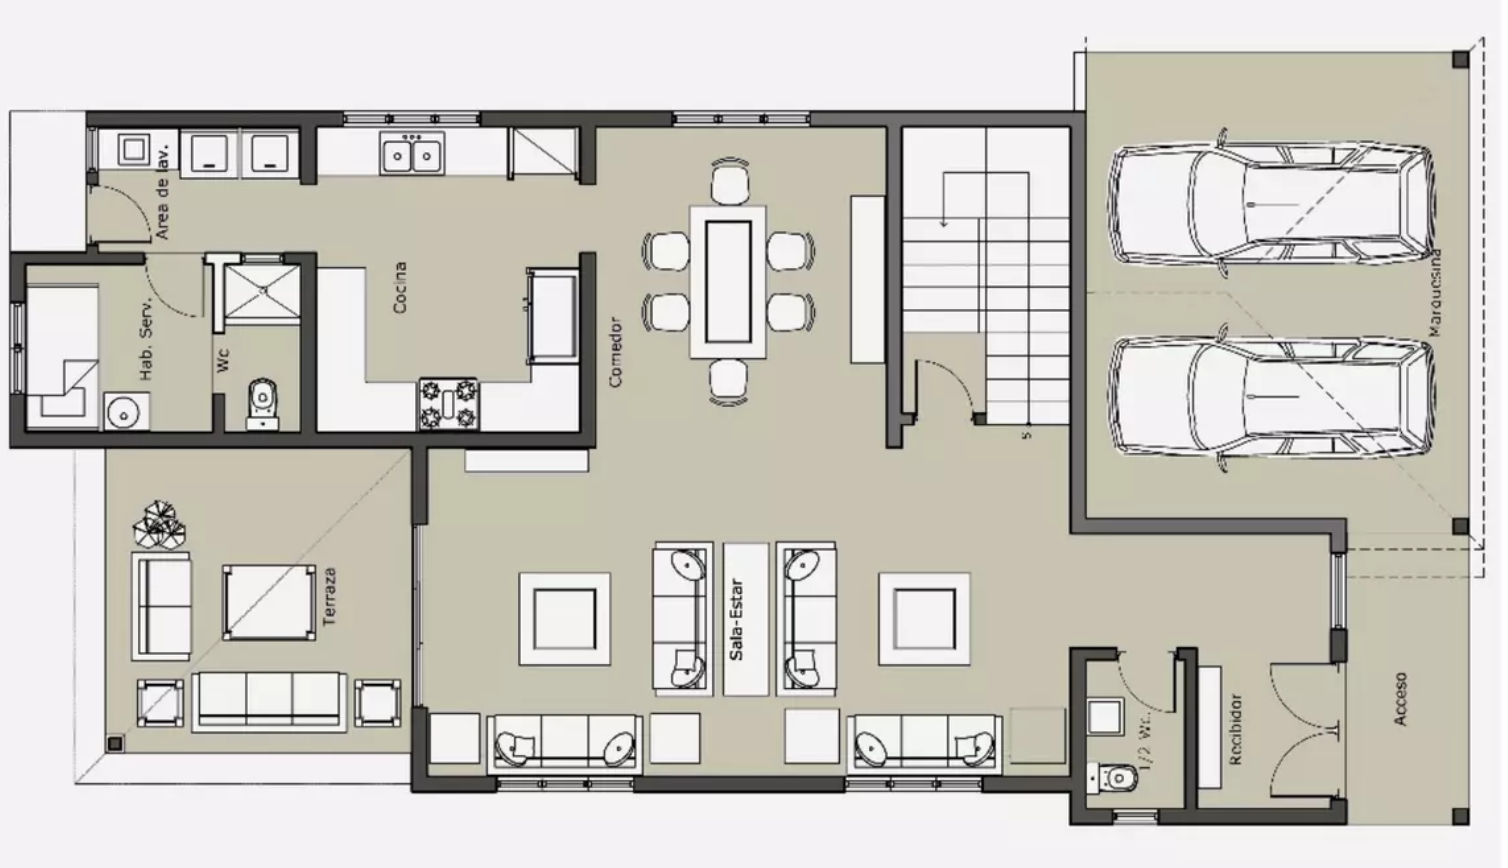 Area de lav.
Hab. Serv.
Wc
Cocina
Comedor
S
Marquesina
Terraza
Sala-Estar
1/2 Wc.
Recibidor
Acceso